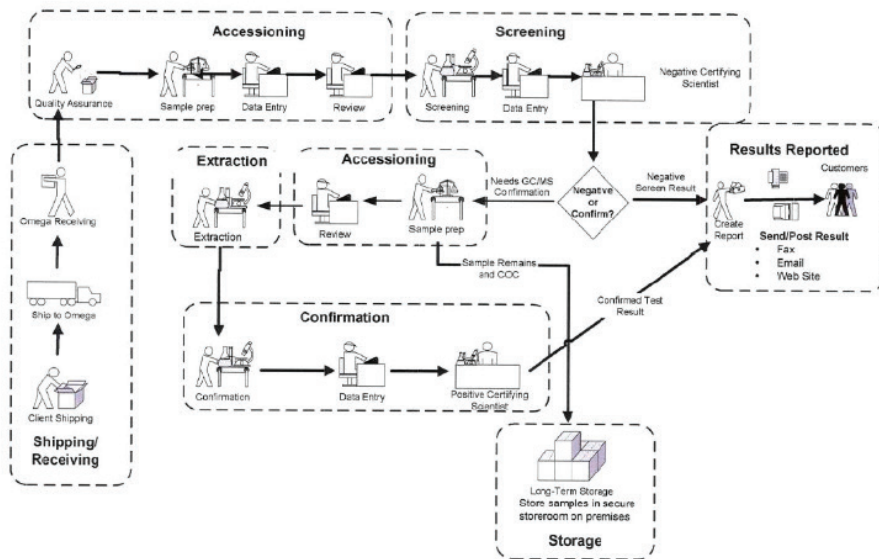 Accessioning
Quality Assurance
Sample prep
Data Entry
Review
Screening
Screening
Data Entry
Negative Certifying
Scientist
Shipping/
Receiving
Omega Receiving
Ship to Omega
Client Shipping
Extraction
Extraction
Accessioning
Review
Sample prep
Needs GC/MS
Confirmation
Negative
or
Confirm?
Negative
Screen Result
Results Reported
Customers
Create
Report
Send/Post Result
• Fax
• Email
• Web Site
Sample Remains
and COC
Confirmed Test
Result
Confirmation
Confirmation
Data Entry
Positive Certifying
Scientist
Long-Term Storage
Store samples in secure
storeroom on premises
Storage